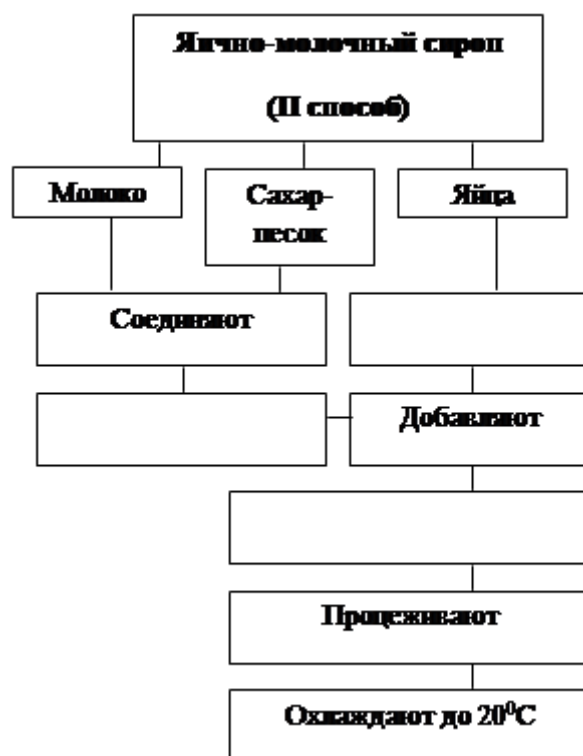 Яично-молочный сироп
(II способ)
Молоко
Сахар-
песок
Яйца
Соединяют
Добавляют
Процеживают
Охлаждают до 20⁰С